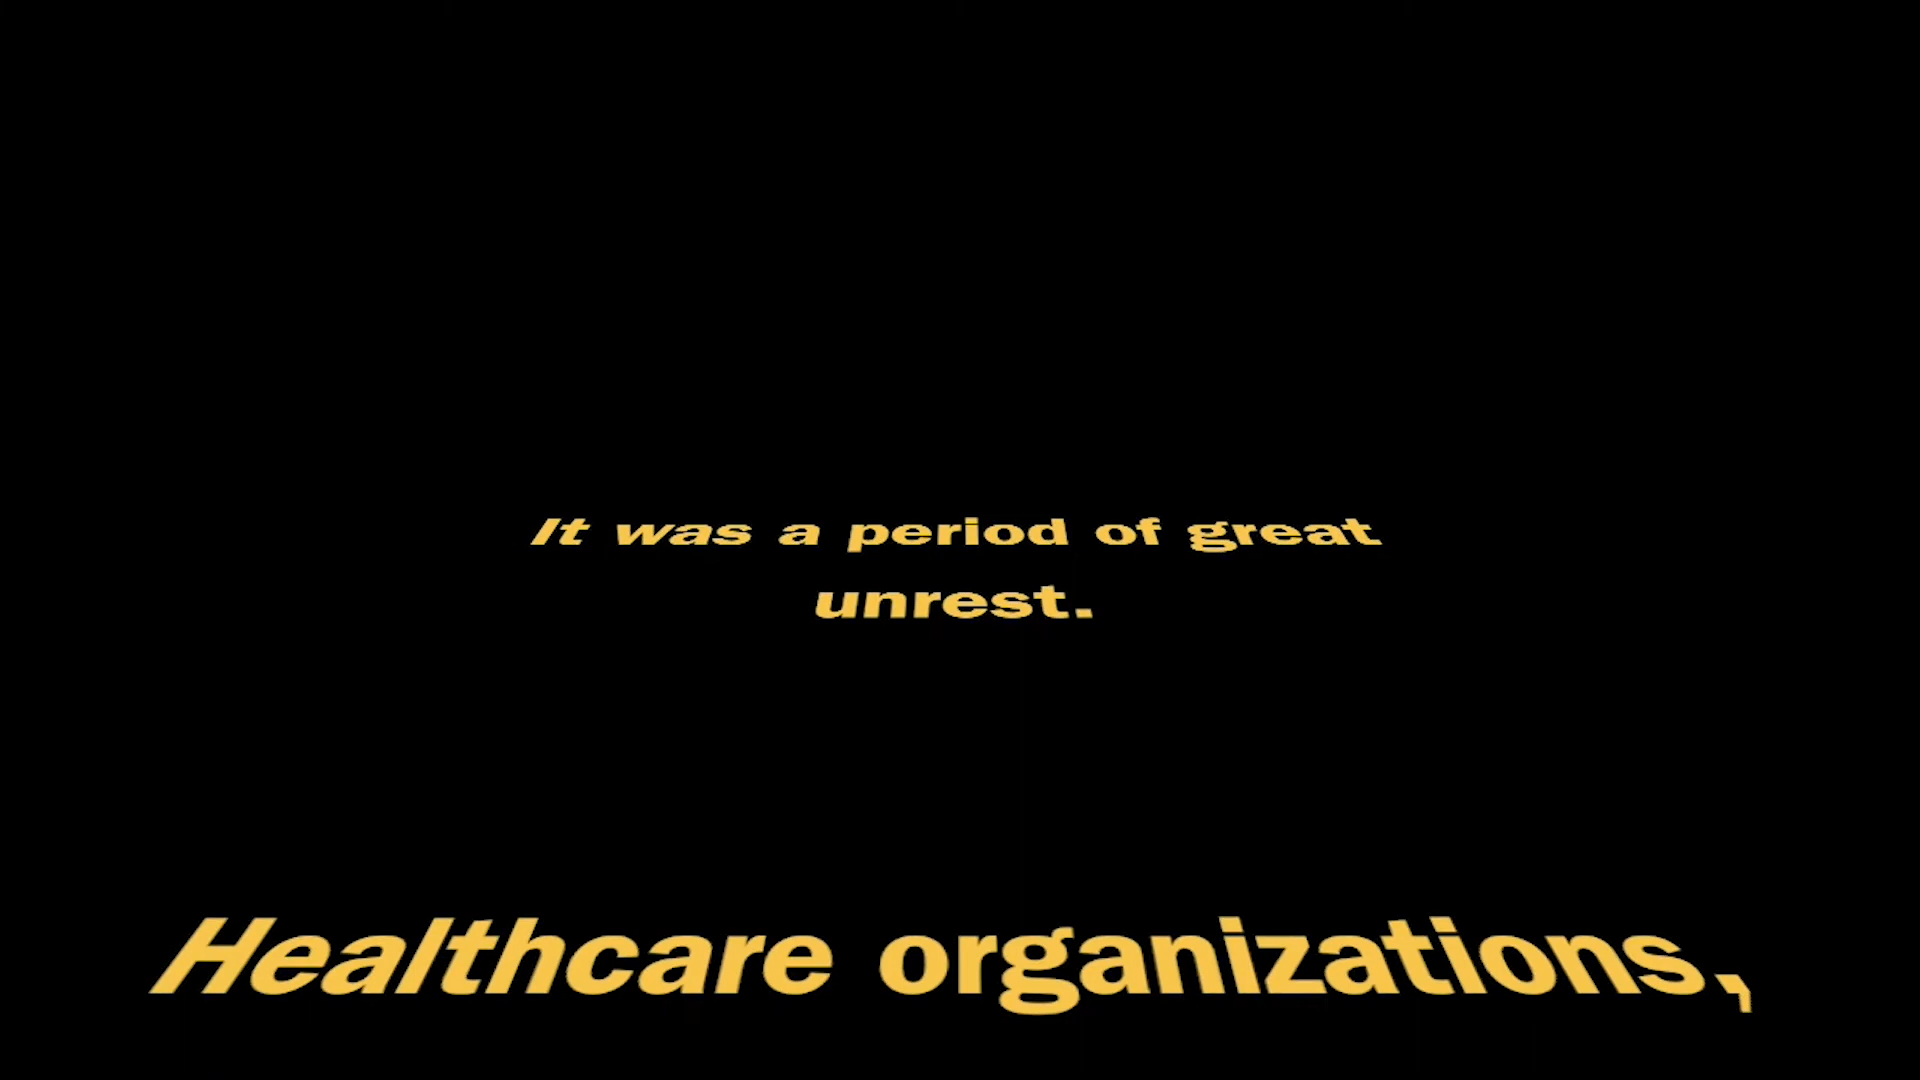 It was a period of great
unrest.
Healthcare organizations,